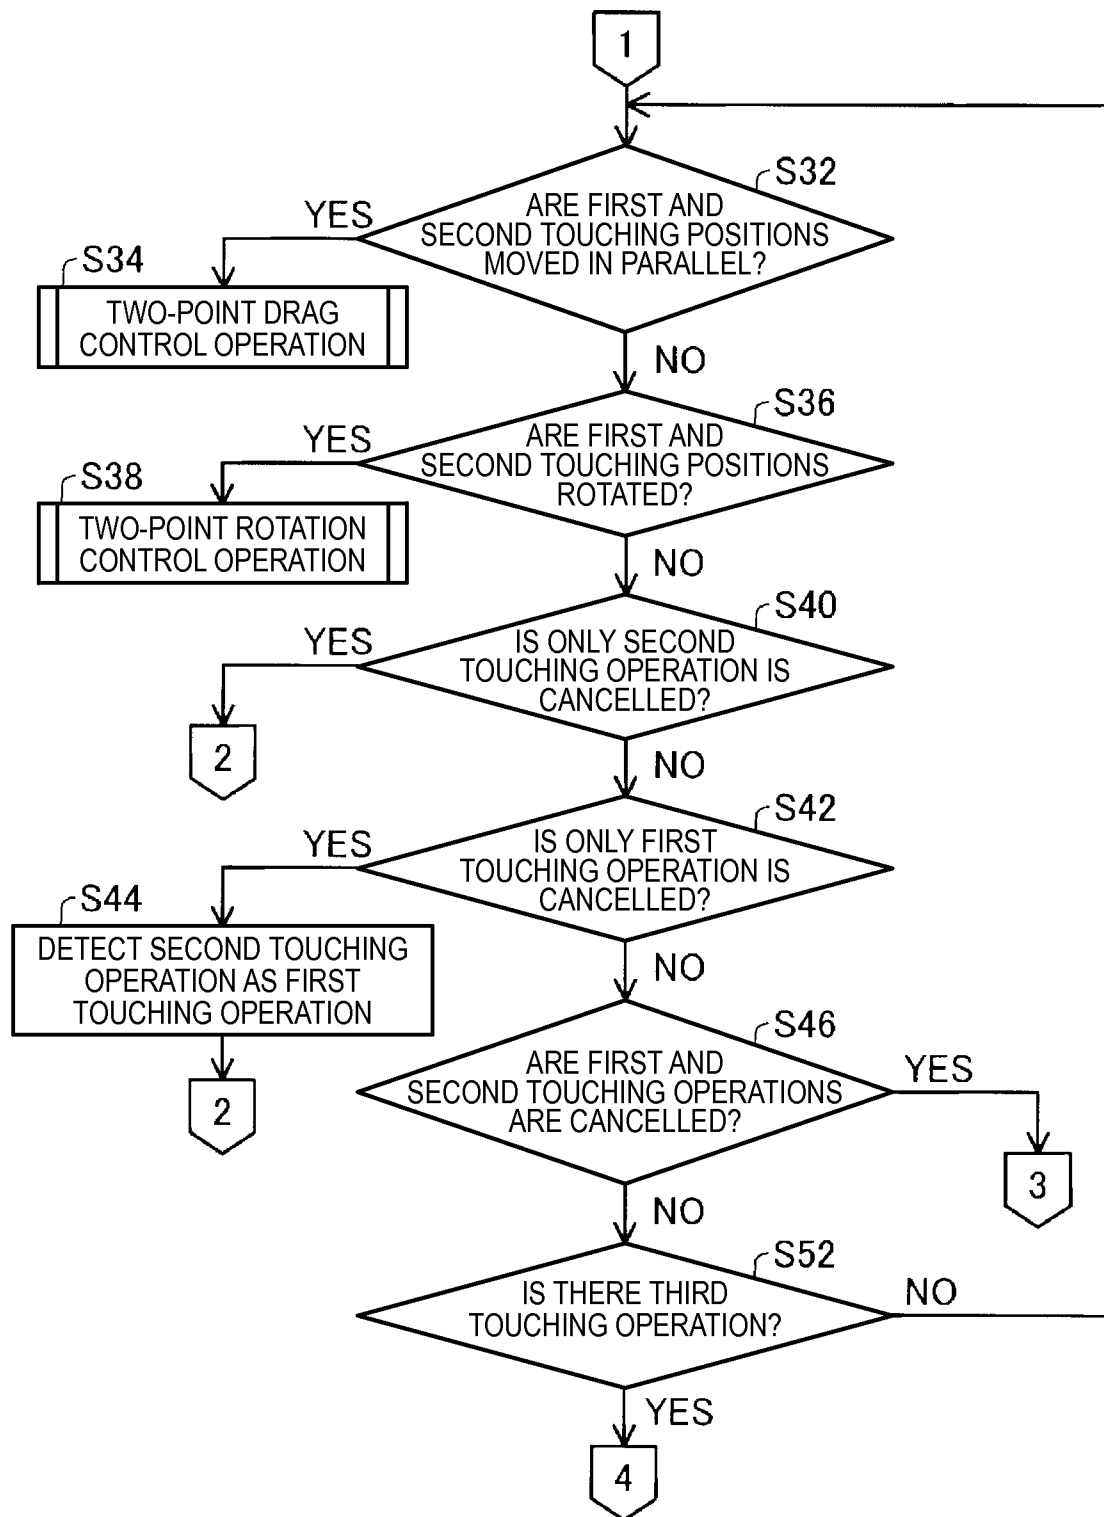 1
S32
ARE FIRST AND
SECOND TOUCHING POSITIONS
MOVED IN PARALLEL?
YES
S34
TWO-POINT DRAG
CONTROL OPERATION
NO
S36
ARE FIRST AND
SECOND TOUCHING POSITIONS
ROTATED?
YES
S38
TWO-POINT ROTATION
CONTROL OPERATION
NO
S40
IS ONLY SECOND
TOUCHING OPERATION IS
CANCELLED?
YES
2
NO
S42
IS ONLY FIRST
TOUCHING OPERATION IS
CANCELLED?
YES
S44
DETECT SECOND TOUCHING
OPERATION AS FIRST
TOUCHING OPERATION
2
NO
S46
ARE FIRST AND
SECOND TOUCHING OPERATIONS
ARE CANCELLED?
YES
3
NO
S52
IS THERE THIRD
TOUCHING OPERATION?
NO
YES
4